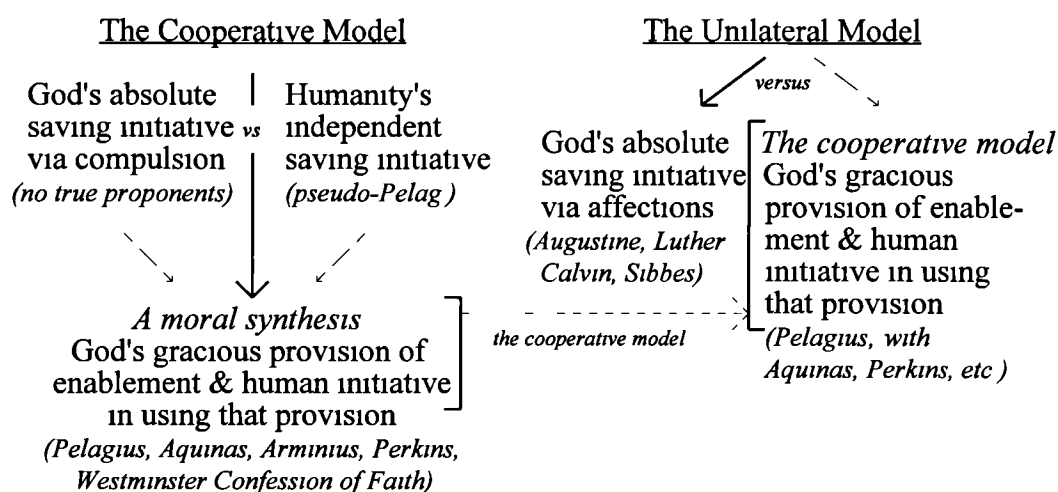 The Cooperative Model
God's absolute
saving initiative
via compulsion
(no true proponents)
vs
Humanity's
independent
saving initiative
(pseudo-Pelag )
A moral synthesis
God's gracious provision of
enablement & human initiative
in using that provision
(Pelagius, Aquinas, Arminius, Perkins,
Westminster Confession of Faith)
the cooperative model
The Unilateral Model
versus
God's absolute
saving initiative
via affections
(Augustine, Luther
Calvin, Sibbes)
The cooperative model
God's gracious
provision of enable-
ment & human
initiative in using
that provision
(Pelagius, with
Aquinas, Perkins, etc )